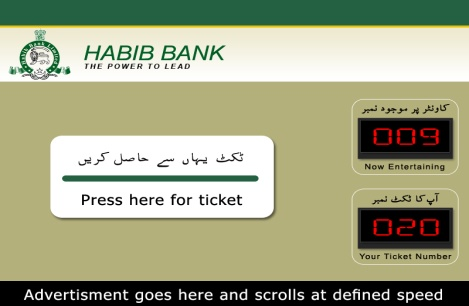 HABIB BANK
THE POWER TO LEAD
ٹکٹ یہاں سے حاصل کریں
Press here for ticket
کاؤنٹر پر موجود نمبر
009
Now Entertaining
آپ کا ٹکٹ نمبر
020
Your Ticket Number
Advertisment goes here and scrolls at defined speed